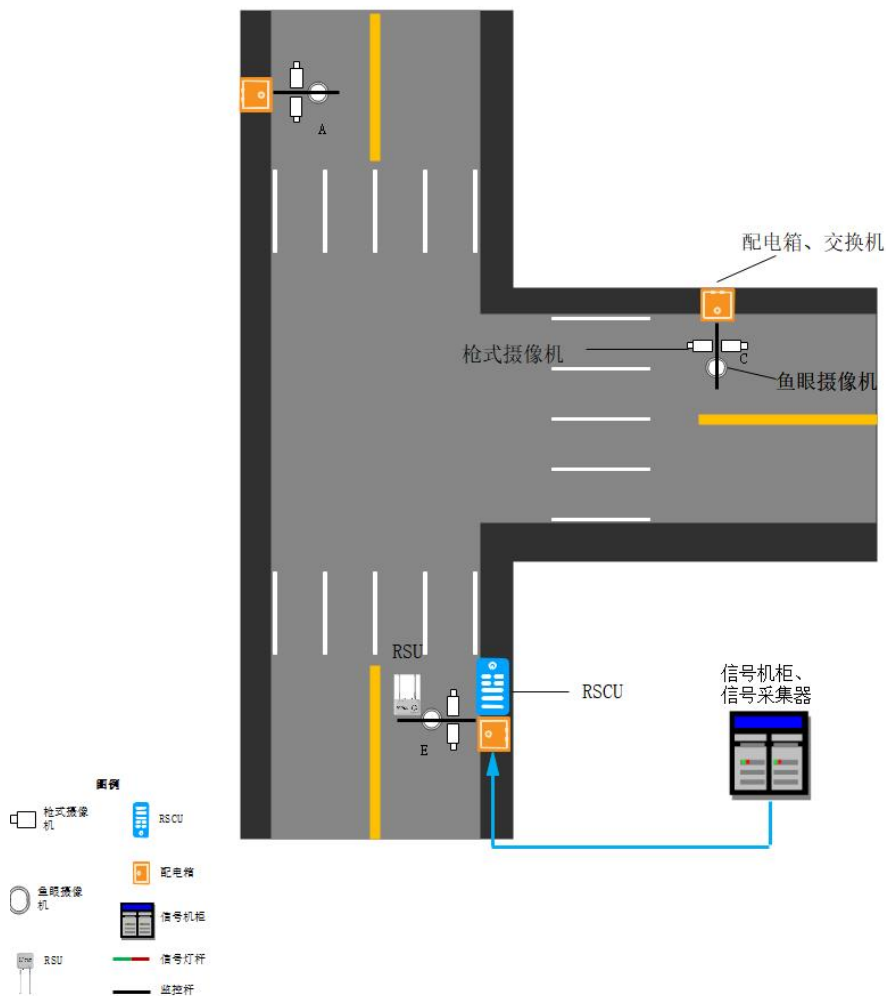 A
配电箱、交换机
枪式摄像机
C
鱼眼摄像机
RSU
RSCU
E
信号机柜、
信号采集器
图例
枪式摄像
机
RSCU
配电箱
鱼眼摄像
机
信号机柜
RSU
信号灯杆
监控杆